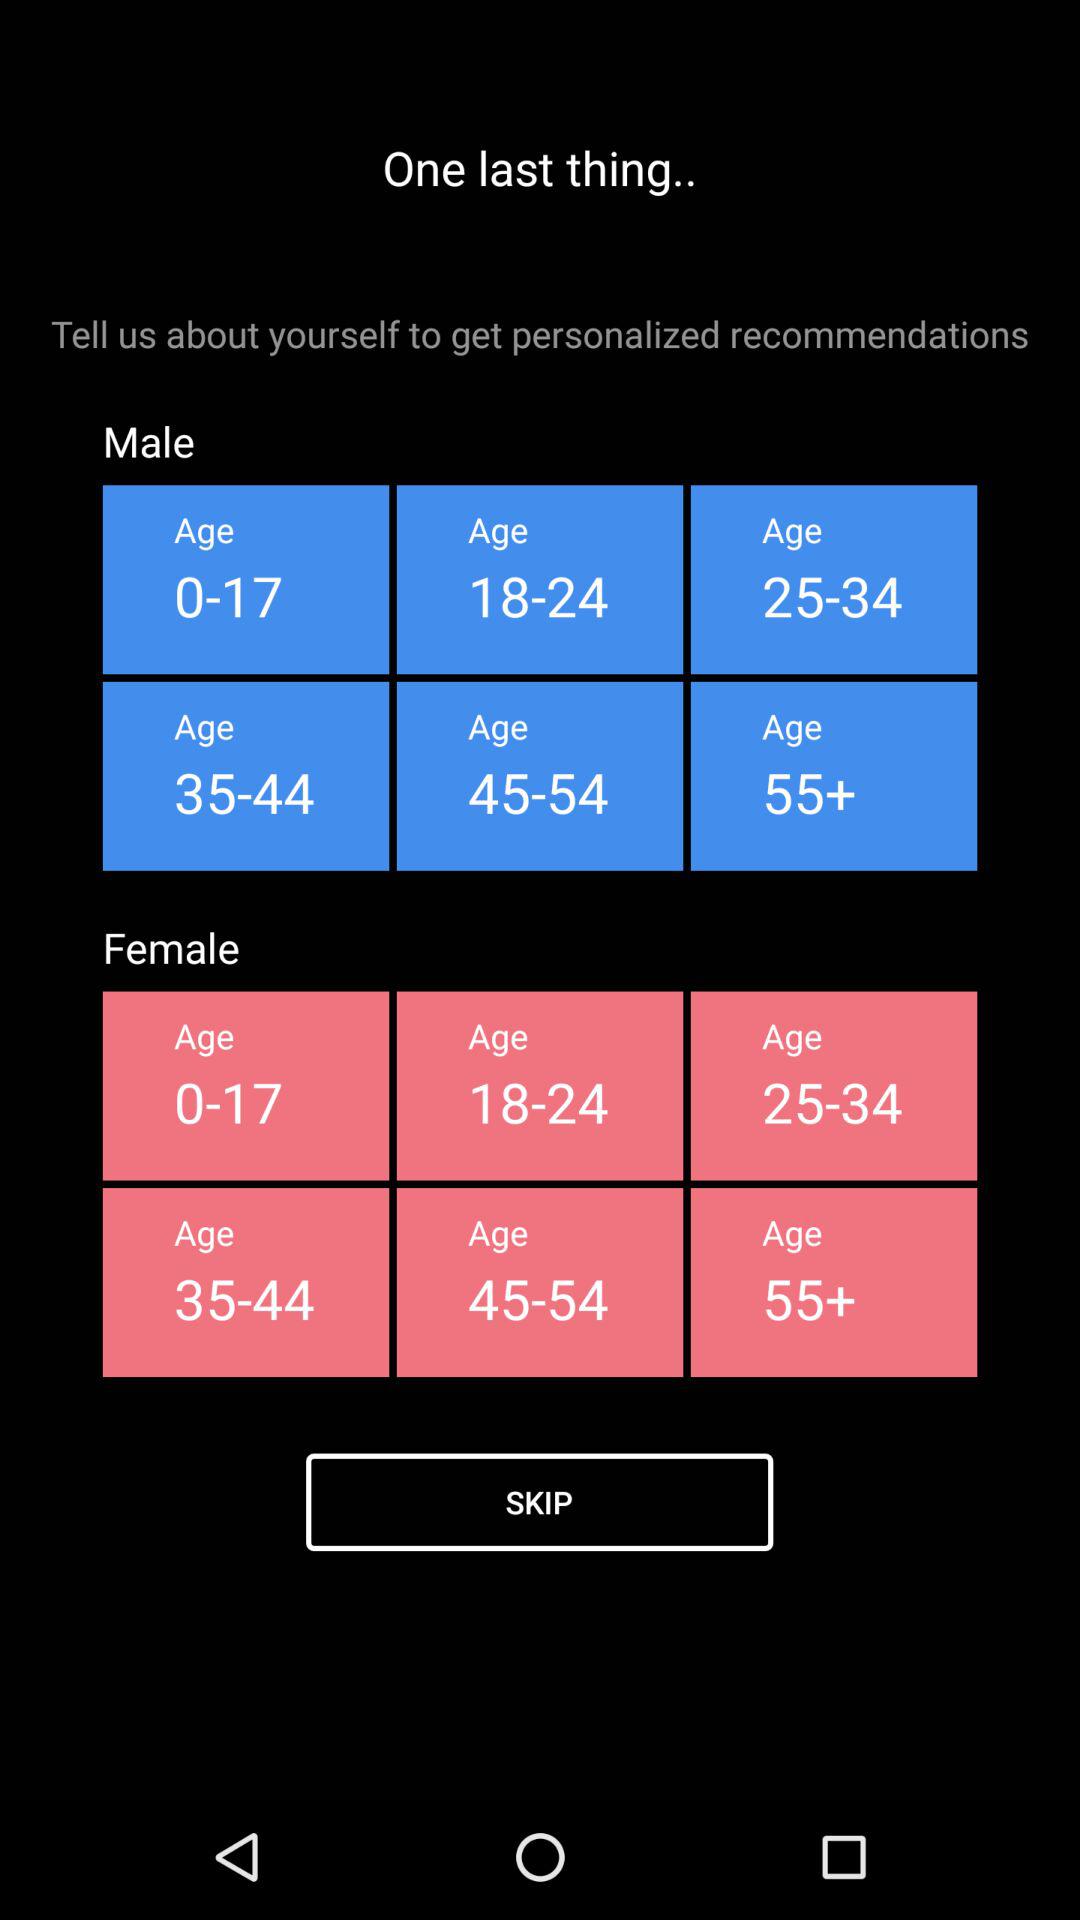 One last thing..
Tell us about yourself to get personalized recommendations
Male
Age Age Age
0-17 18-24 25-34
Age Age Age
35-44 45-54 55+
Female
Age Age Age
0-17 18-24 25-34
Age Age Age
35-44 45-54 55+
SKIP